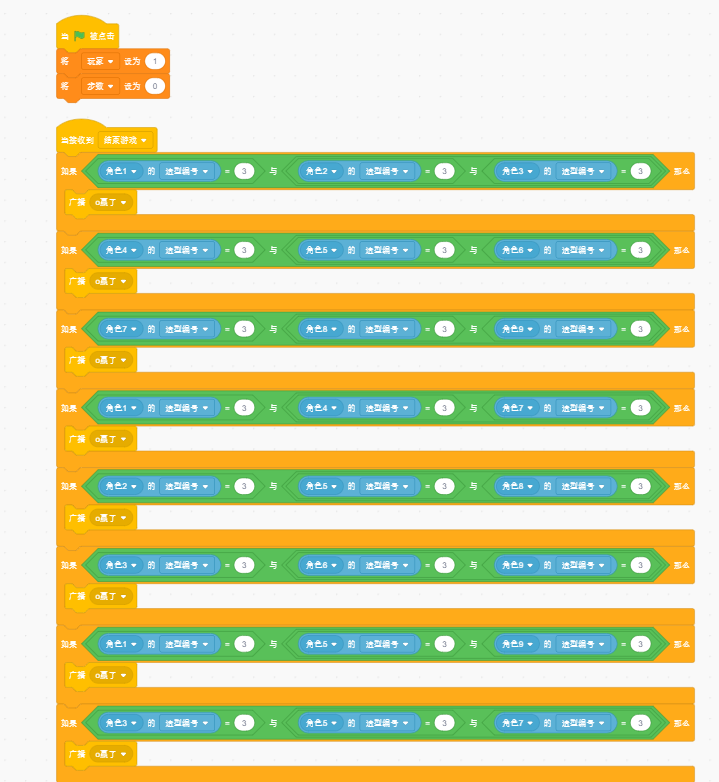 当 被点击
将 玩家 设为 1
将 步数 设为 0
当接收到 结束游戏
如果 角色1 的 造型编号 = 3 与 角色2 的 造型编号 = 3 与 角色3 的 造型编号 = 3 那么
广播 o赢了
如果 角色4 的 造型编号 = 3 与 角色5 的 造型编号 = 3 与 角色6 的 造型编号 = 3 那么
广播 o赢了
如果 角色7 的 造型编号 = 3 与 角色8 的 造型编号 = 3 与 角色9 的 造型编号 = 3 那么
广播 o赢了
如果 角色1 的 造型编号 = 3 与 角色4 的 造型编号 = 3 与 角色7 的 造型编号 = 3 那么
广播 o赢了
如果 角色2 的 造型编号 = 3 与 角色5 的 造型编号 = 3 与 角色8 的 造型编号 = 3 那么
广播 o赢了
如果 角色3 的 造型编号 = 3 与 角色6 的 造型编号 = 3 与 角色9 的 造型编号 = 3 那么
广播 o赢了
如果 角色1 的 造型编号 = 3 与 角色5 的 造型编号 = 3 与 角色9 的 造型编号 = 3 那么
广播 o赢了
如果 角色3 的 造型编号 = 3 与 角色5 的 造型编号 = 3 与 角色7 的 造型编号 = 3 那么
广播 o赢了